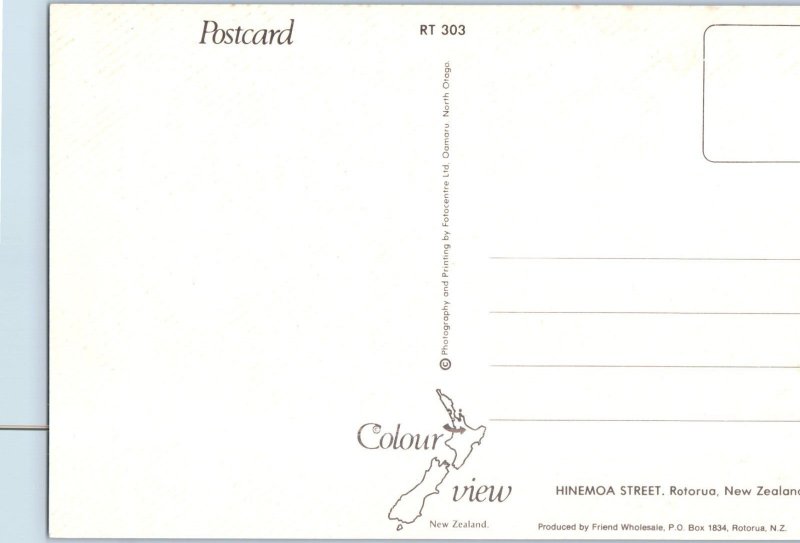 Postcard
RT 303
© Photography and Printing by Fotocentre Ltd, Oamaru, North Otago.
Colour
view
New Zealand.
HINEMOA STREET. Rotorua, New Zealand
Produced by Friend Wholesale, P.O. Box 1834, Rotorua, N.Z.